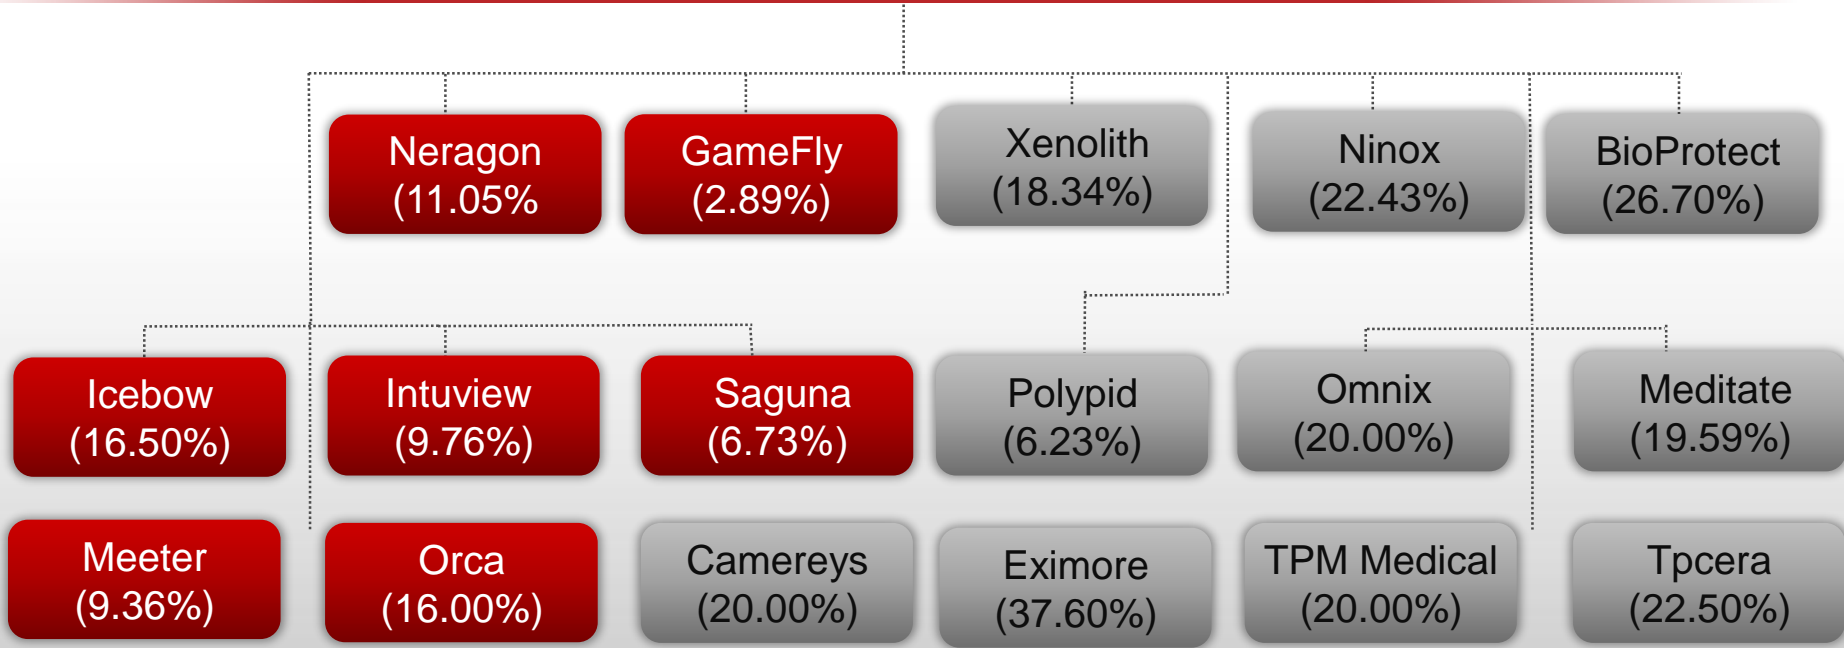 Neragon
(11.05%
GameFly
(2.89%)
Xenolith
(18.34%)
Ninox
(22.43%)
BioProtect
(26.70%)
Icebow
(16.50%)
Intuview
(9.76%)
Saguna
(6.73%)
Polypid
(6.23%)
Omnix
(20.00%)
Meditate
(19.59%)
Meeter
(9.36%)
Orca
(16.00%)
Camereys
(20.00%)
Eximore
(37.60%)
TPM Medical
(20.00%)
Tpcera
(22.50%)